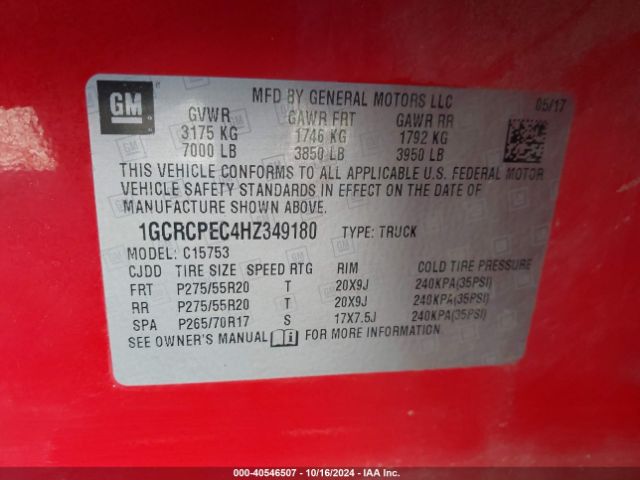 GM
MFD BY GENERAL MOTORS LLC 05/17
GVWR GAWR FRT GAWR RR
3175 KG 1746 KG 1792 KG
7000 LB 3850 LB 3950 LB
THIS VEHICLE CONFORMS TO ALL APPLICABLE U.S. FEDERAL MOTOR
VEHICLE SAFETY STANDARDS IN EFFECT ON THE DATE OF
MANUFACTURE SHOWN ABOVE.
1GCRCPEC4HZ349180 TYPE: TRUCK
MODEL: C15753
CJDD TIRE SIZE SPEED RTG RIM COLD TIRE PRESSURE
FRT P275/55R20 T 20X9J 240KPA(35PSI)
RR P275/55R20 T 20X9J 240KPA(35PSI)
SPA P265/70R17 S 17X7.5J 240KPA(35PSI)
SEE OWNER'S MANUAL FOR MORE INFORMATION.
000-40546507 - 10/16/2024 - IAA Inc.